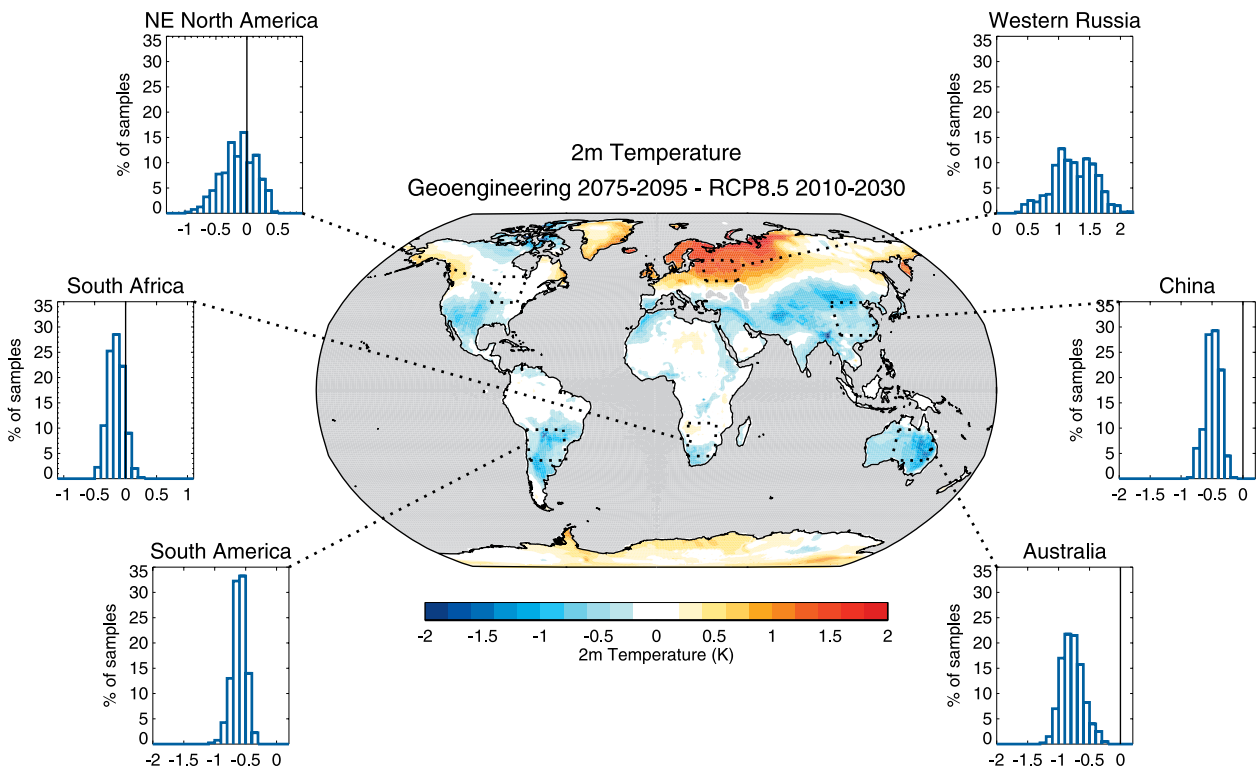 NE North America
35
30
25
20
15
10
5
0
% of samples
-1 -0.5 0 0.5
Western Russia
35
30
25
20
15
10
5
0
% of samples
0 0.5 1 1.5 2
2m Temperature
Geoengineering 2075-2095 - RCP8.5 2010-2030
South Africa
35
30
25
20
15
10
5
0
% of samples
-1 -0.5 0 0.5 1
China
35
30
25
20
15
10
5
0
% of samples
-2 -1.5 -1 -0.5 0
South America
35
30
25
20
15
10
5
0
% of samples
-2 -1.5 -1 -0.5 0
Australia
35
30
25
20
15
10
5
0
% of samples
-2 -1.5 -1 -0.5 0
-2 -1.5 -1 -0.5 0 0.5 1 1.5 2
2m Temperature (K)